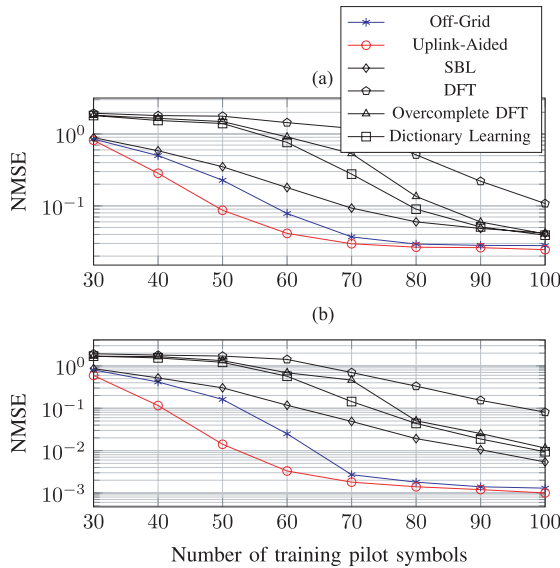 (a)
Off-Grid
Uplink-Aided
SBL
DFT
Overcomplete DFT
Dictionary Learning
NMSE
10^0
10^-1
30 40 50 60 70 80 90 100
(b)
NMSE
10^0
10^-1
10^-2
10^-3
30 40 50 60 70 80 90 100
Number of training pilot symbols